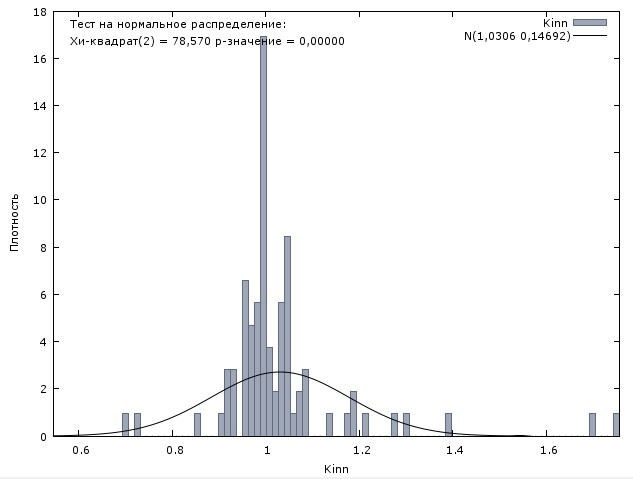 Тест на нормальное распределение:
Хи-квадрат(2) = 78,570 p-значение = 0,00000
Kinn
N(1,0306 0,14692)
18
16
14
12
10
8
6
4
2
0
Плотность
0.6
0.8
1
1.2
1.4
1.6
Kinn